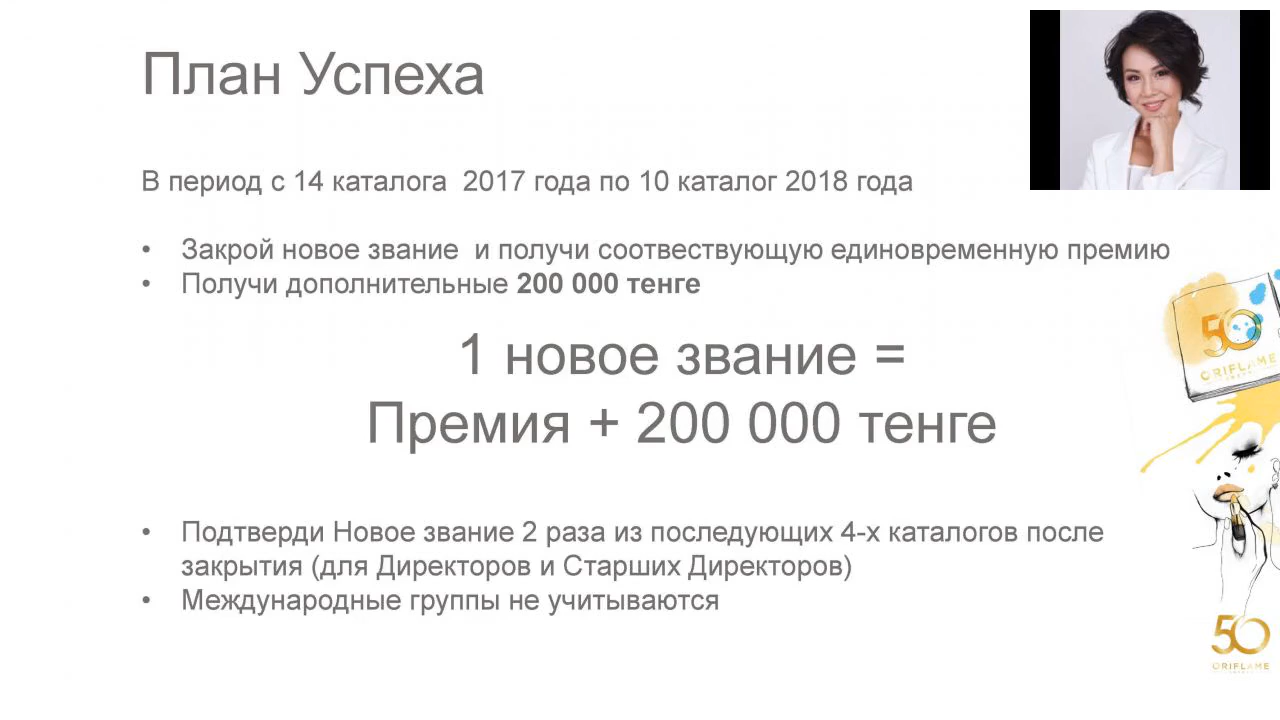 План Успеха
В период с 14 каталога  2017 года по 10 каталог 2018 года
• Закрой новое звание  и получи соотвествующую единовременную премию
• Получи дополнительные 200 000 тенге
1 новое звание =
Премия + 200 000 тенге
• Подтверди Новое звание 2 раза из последующих 4-х каталогов после
закрытия (для Директоров и Старших Директоров)
• Международные группы не учитываются
50
ORIFLAME
50
ORIFLAME